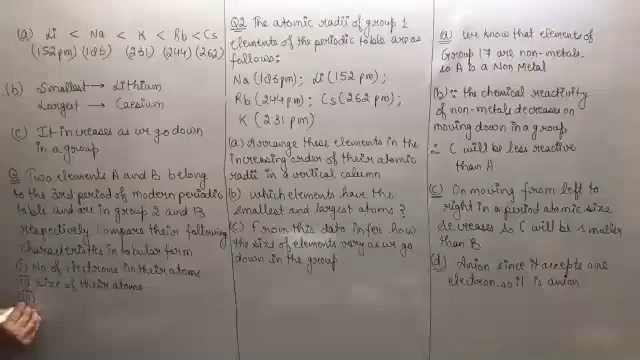 (a) Li < Na < K < Rb < Cs
(152 pm) (186) (231) (244) (262)
(b) Smallest → Lithium
Largest → Caesium
(c) It increases as we go down
in a group
Q Two elements A and B belong
to the 3rd period of modern periodic
table and are in group 2 and 13
respectively compare their following
characteristics in tabular form
(i) No of electrons in their atoms
(ii) size of their atoms
(iii)
Q2 The atomic radii of group 1
elements of the periodic table are as
follows:
Na (186 pm); Li (152 pm);
Rb (244 pm); Cs (262 pm);
K (231 pm)
(a) Arrange these elements in the
increasing order of their atomic
radii in a vertical column
(b) which elements have the
smallest and largest atoms?
(c) From this data infer how
the size of elements vary as we go
down in the group
(a) We know that elements of
Group 17 are non-metals.
so A is a Non Metal
(b) ∵ the chemical reactivity
of non-metals decreases on
moving down in a group
∴ C will be less reactive
than A
(c) On moving from left to
right in a period atomic size
decreases so C will be smaller
than B
(d) Anion since it accepts one
electron. so it is anion